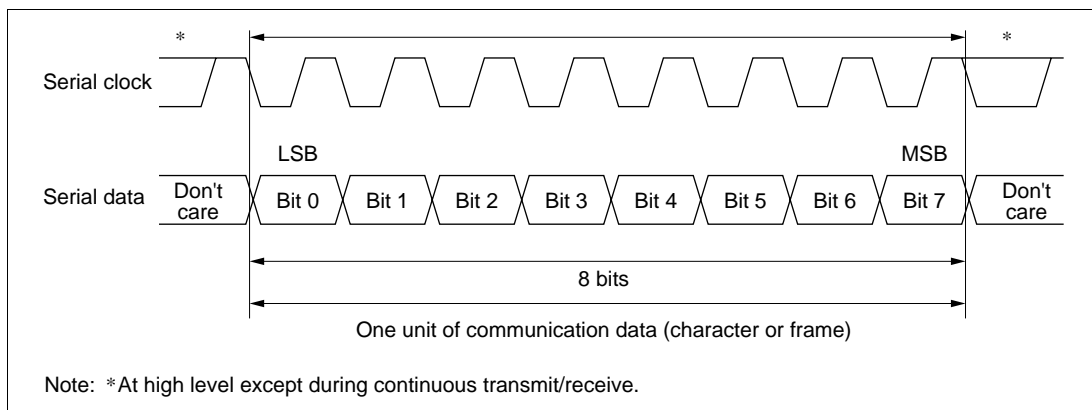 * *
Serial clock
LSB MSB
Serial data Don't care Bit 0 Bit 1 Bit 2 Bit 3 Bit 4 Bit 5 Bit 6 Bit 7 Don't care
8 bits
One unit of communication data (character or frame)
Note: *At high level except during continuous transmit/receive.